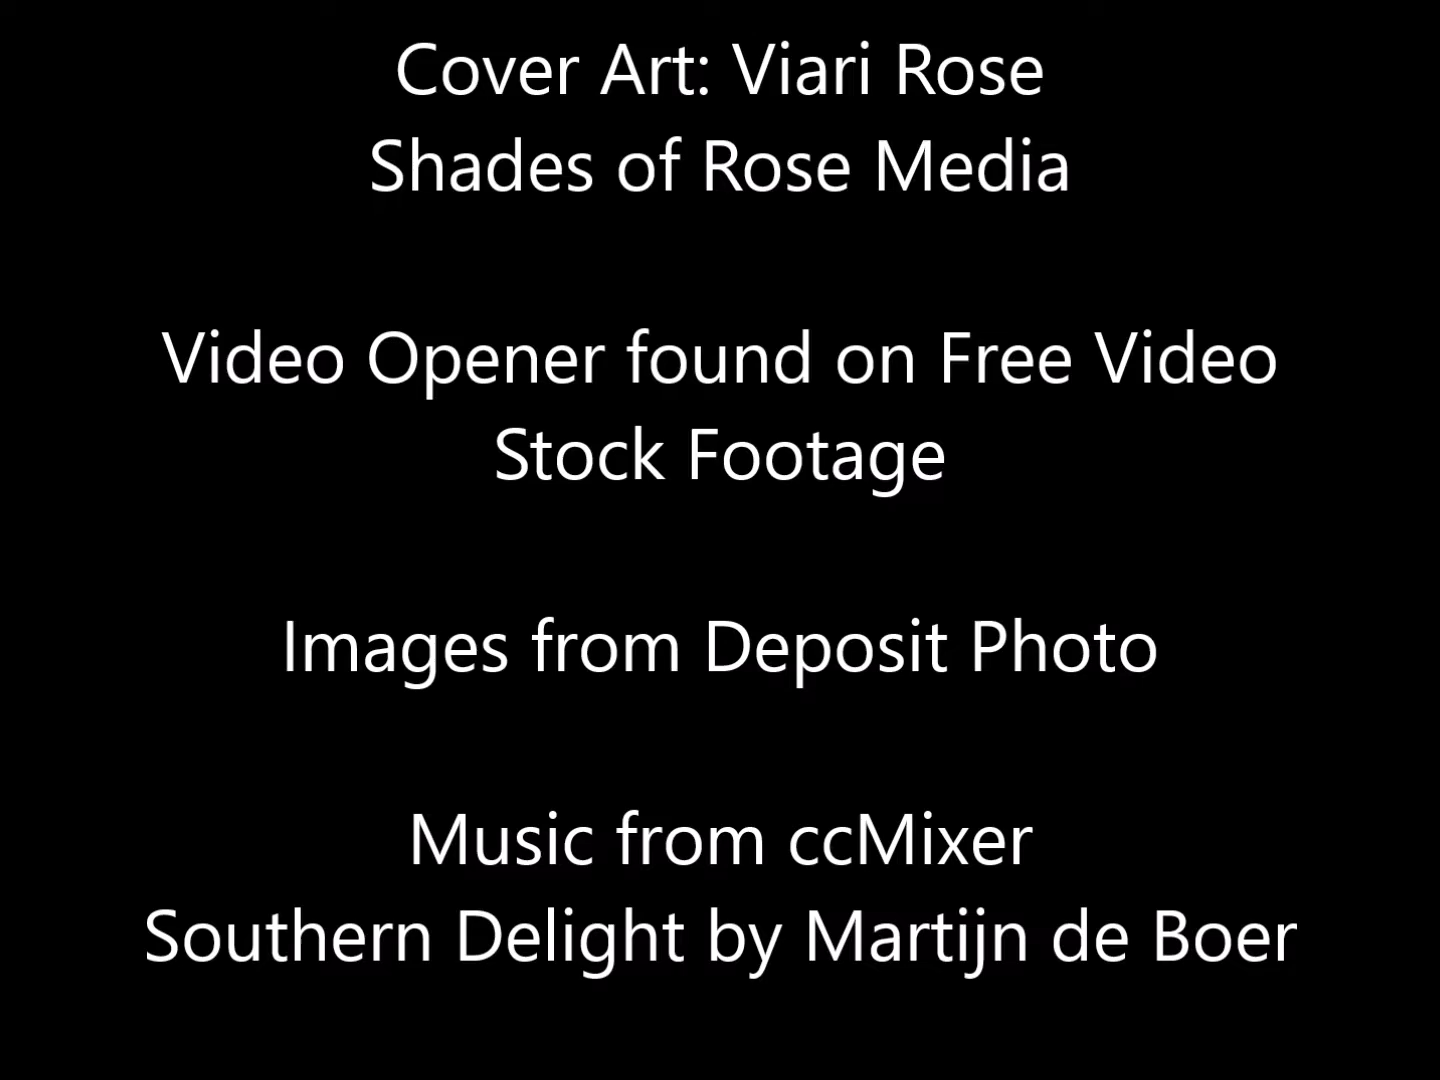 Cover Art: Viari Rose
Shades of Rose Media
Video Opener found on Free Video
Stock Footage
Images from Deposit Photo
Music from ccMixer
Southern Delight by Martijn de Boer